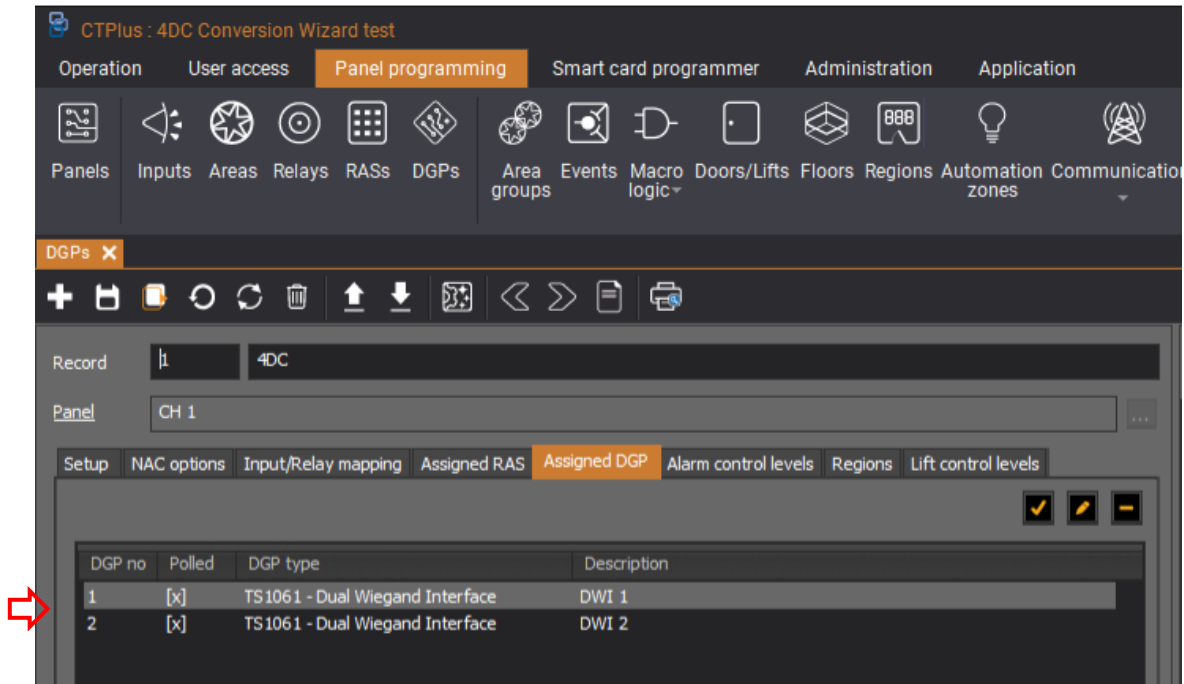 CTPlus : 4DC Conversion Wizard test
Operation User access Panel programming Smart card programmer Administration Application
888
Panels Inputs Areas Relays RASs DGPs Area groups Events Macro logic Doors/Lifts Floors Regions Automation zones Communicatio
DGPs
Record 1 4DC
Panel CH 1 ...
Setup NAC options Input/Relay mapping Assigned RAS Assigned DGP Alarm control levels Regions Lift control levels
DGP no Polled DGP type Description
1 [x] TS1061 - Dual Wiegand Interface DWI 1
2 [x] TS1061 - Dual Wiegand Interface DWI 2